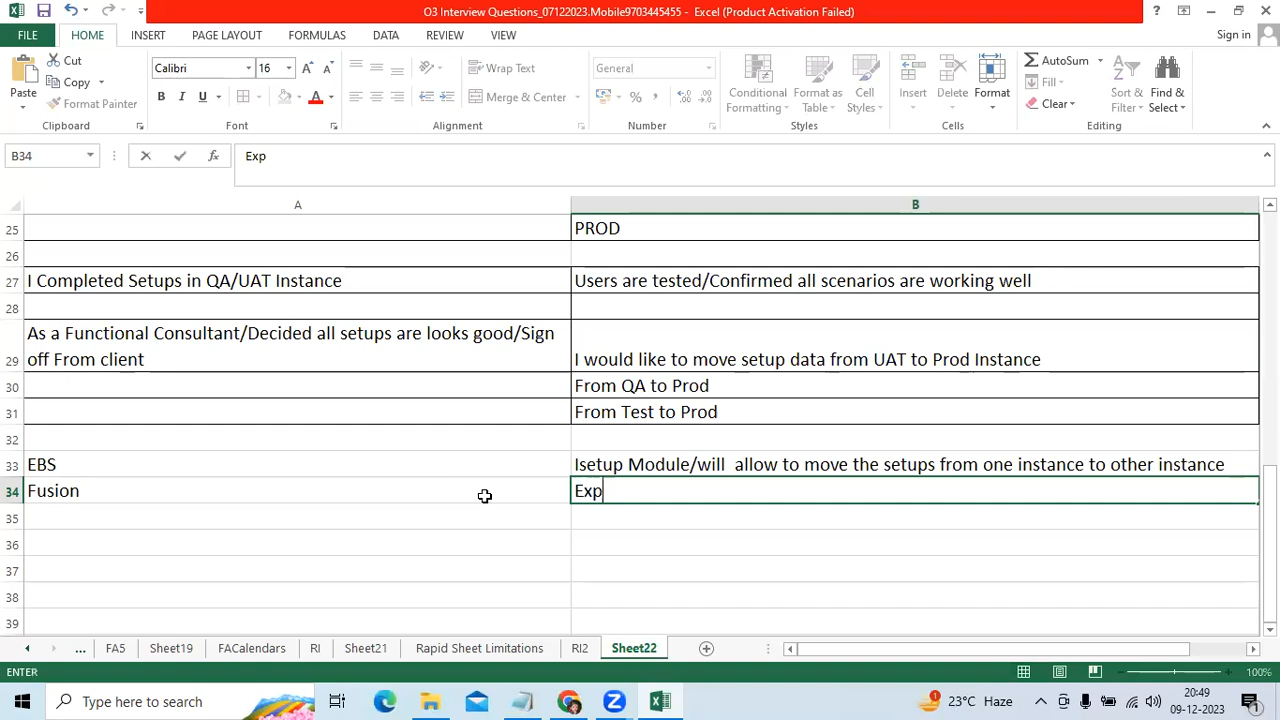 O3 Interview Questions_07122023.Mobile9703445455 - Excel (Product Activation Failed)
FILE HOME INSERT PAGE LAYOUT FORMULAS DATA REVIEW VIEW Sign in
Paste
Cut
Copy
Format Painter
Clipboard
Calibri 16
Font
Wrap Text
Merge & Center
Alignment
General
Number
Conditional Formatting
Format as Table
Cell Styles
Styles
Insert
Delete
Format
Cells
AutoSum
Fill
Clear
Sort & Filter
Find & Select
Editing
B34 Exp
A B
25 PROD
26
27 I Completed Setups in QA/UAT Instance Users are tested/Confirmed all scenarios are working well
28
As a Functional Consultant/Decided all setups are looks good/Sign
29 off From client I would like to move setup data from UAT to Prod Instance
30 From QA to Prod
31 From Test to Prod
32
33 EBS Isetup Module/will allow to move the setups from one instance to other instance
34 Fusion Exp
35
36
37
38
39
... FA5 Sheet19 FACalendars RI Sheet21 Rapid Sheet Limitations RI2 Sheet22
ENTER 100%
Type here to search
23°C Haze
20:49
09-12-2023